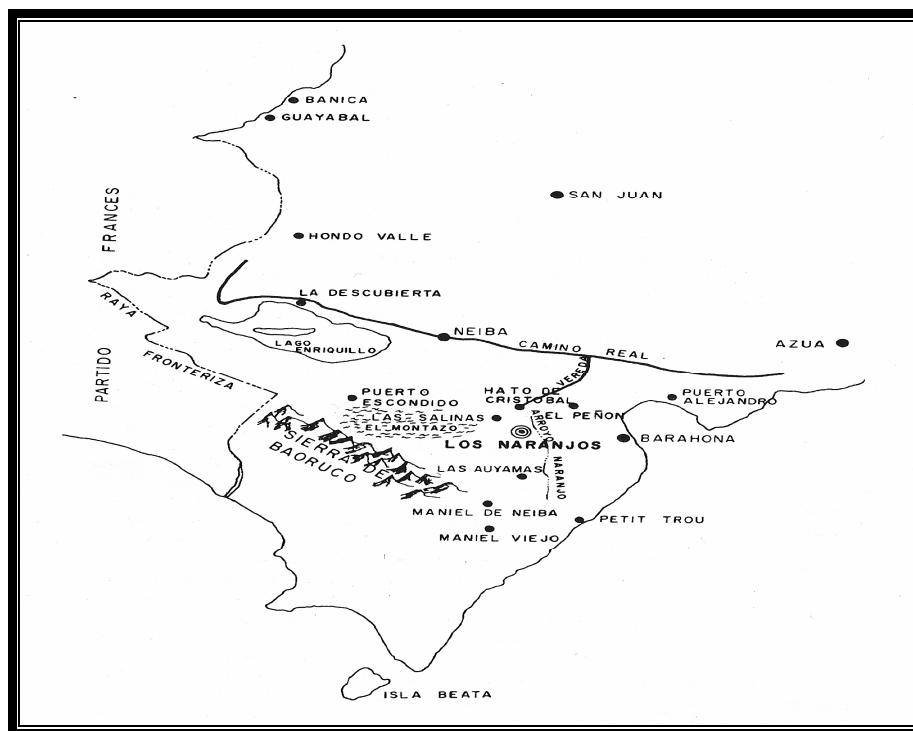 BANICA
GUAYABAL
SAN JUAN
FRANCES
HONDO VALLE
LA DESCUBIERTA
RAYA
NEIBA
CAMINO REAL
AZUA
LAGO
ENRIQUILLO
FRONTERIZA
PARTIDO
VEREDA
PUERTO
ESCONDIDO
HATO DE
CRISTOBAL
PUERTO
ALEJANDRO
LAS SALINAS
EL PEÑON
EL MONTAZO
ARROYO
NARANJO
LOS NARANJOS
BARAHONA
SIERRA DE
BAORUCO
LAS AUYAMAS
MANIEL DE NEIBA
PETIT TROU
MANIEL VIEJO
ISLA BEATA